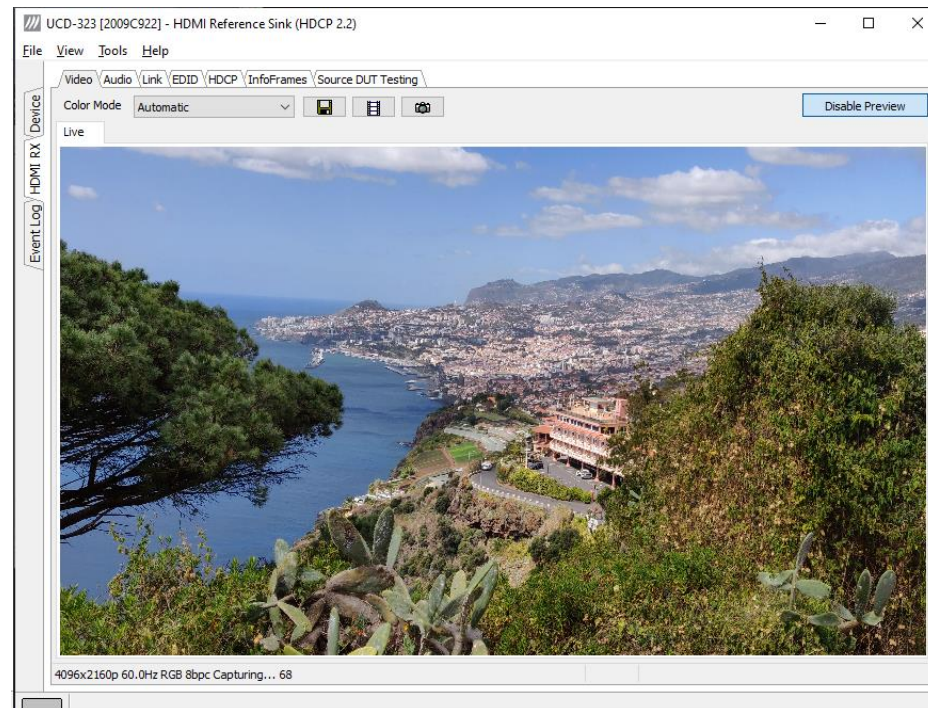 UCD-323 [2009C922] - HDMI Reference Sink (HDCP 2.2)
File View Tools Help
Video Audio Link EDID HDCP InfoFrames Source DUT Testing
Color Mode Automatic Disable Preview
Live
Device
HDMI RX
Event Log
4096x2160p 60.0Hz RGB 8bpc Capturing... 68